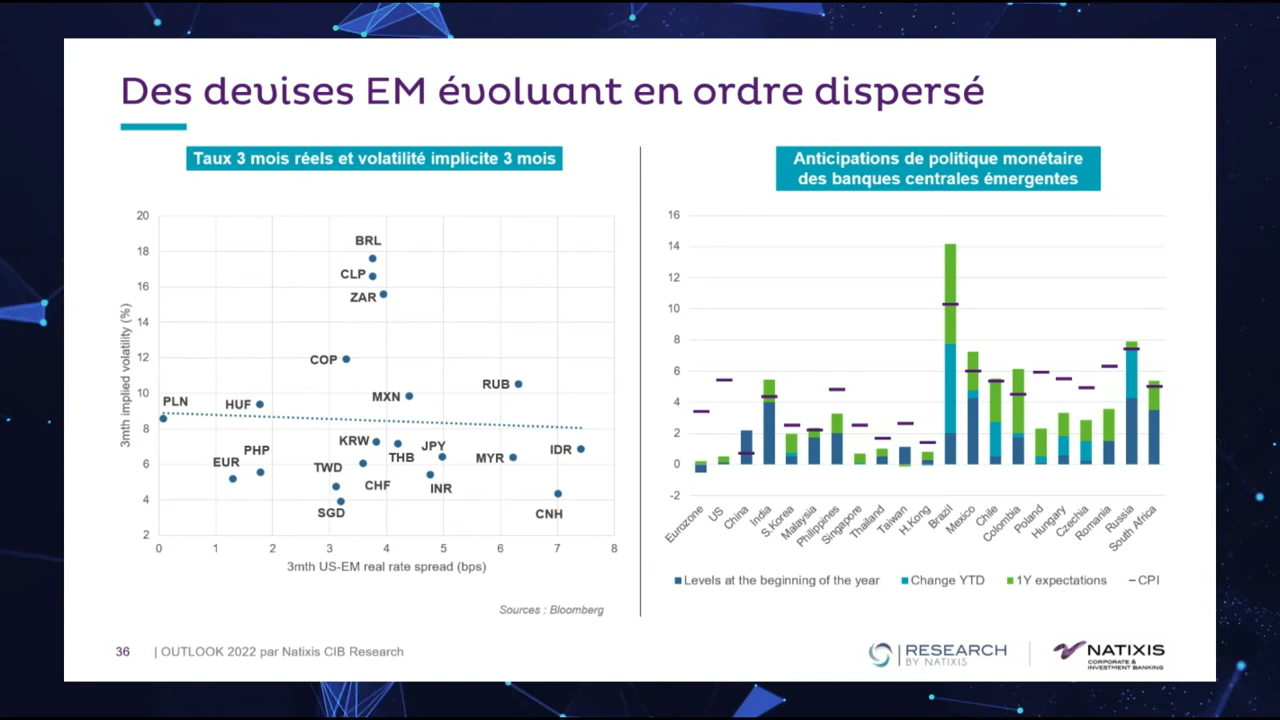 Des devises EM évoluant en ordre dispersé
Taux 3 mois réels et volatilité implicite 3 mois
20
18
16
14
12
10
8
6
4
2
3mth implied volatility (%)
BRL
CLP
ZAR
COP
RUB
MXN
PLN
HUF
KRW
THB
JPY
MYR
IDR
PHP
EUR
TWD
CHF
INR
SGD
CNH
0
1
2
3
4
5
6
7
8
3mth US-EM real rate spread (bps)
Sources : Bloomberg
Anticipations de politique monétaire
des banques centrales émergentes
16
14
12
10
8
6
4
2
0
-2
Eurozone
US
China
India
S.Korea
Malaysia
Philippines
Singapore
Thailand
Taiwan
H.Kong
Brazil
Mexico
Chile
Colombia
Poland
Hungary
Czechia
Romania
Russia
South Africa
Levels at the beginning of the year
Change YTD
1Y expectations
CPI
36 | OUTLOOK 2022 par Natixis CIB Research
RESEARCH
BY NATIXIS
NATIXIS
CORPORATE &
INVESTMENT BANKING